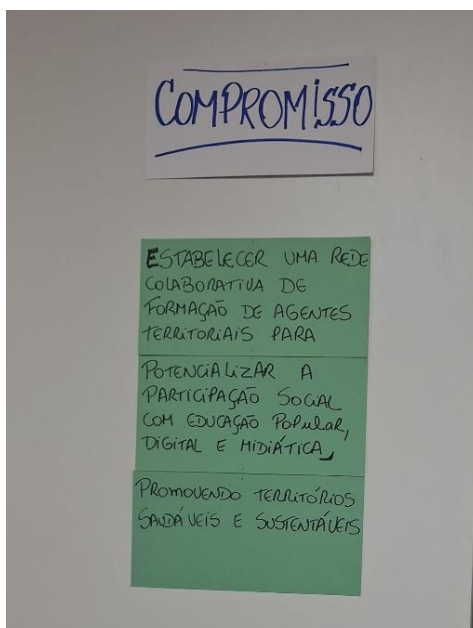 COMPROMISSO
ESTABELECER UMA REDE
COLABORATIVA DE
FORMAÇÃO DE AGENTES
TERRITORIAIS PARA
POTENCIALIZAR A
PARTICIPAÇÃO SOCIAL
COM EDUCAÇÃO POPULAR,
DIGITAL E MIDIÁTICA,
PROMOVENDO TERRITÓRIOS
SAUDÁVEIS E SUSTENTÁVEIS